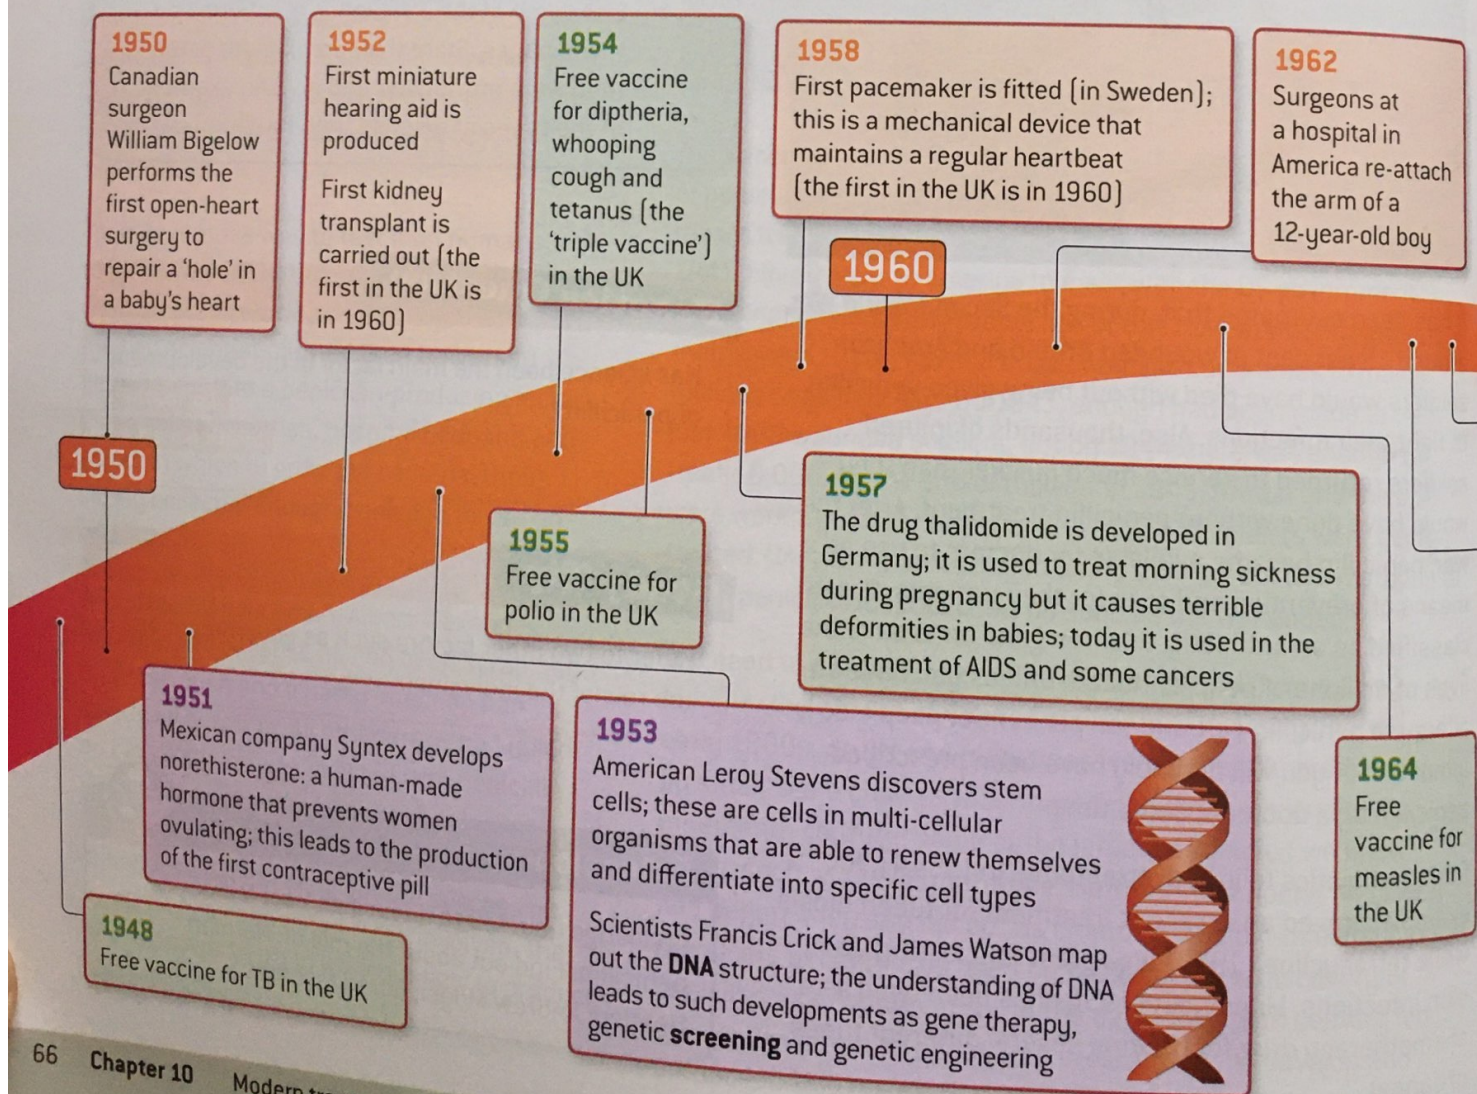 1950
Canadian
surgeon
William Bigelow
performs the
first open-heart
surgery to
repair a ‘hole’ in
a baby’s heart
1952
First miniature
hearing aid is
produced
First kidney
transplant is
carried out (the
first in the UK is
in 1960)
1954
Free vaccine
for diptheria,
whooping
cough and
tetanus (the
‘triple vaccine’)
in the UK
1958
First pacemaker is fitted (in Sweden);
this is a mechanical device that
maintains a regular heartbeat
(the first in the UK is in 1960)
1962
Surgeons at
a hospital in
America re-attach
the arm of a
12-year-old boy
1960
1950
1955
Free vaccine for
polio in the UK
1957
The drug thalidomide is developed in
Germany; it is used to treat morning sickness
during pregnancy but it causes terrible
deformities in babies; today it is used in the
treatment of AIDS and some cancers
1951
Mexican company Syntex develops
norethisterone: a human-made
hormone that prevents women
ovulating; this leads to the production
of the first contraceptive pill
1953
American Leroy Stevens discovers stem
cells; these are cells in multi-cellular
organisms that are able to renew themselves
and differentiate into specific cell types
Scientists Francis Crick and James Watson map
out the DNA structure; the understanding of DNA
leads to such developments as gene therapy,
genetic screening and genetic engineering
1964
Free
vaccine for
measles in
the UK
1948
Free vaccine for TB in the UK
66 Chapter 10 Modern